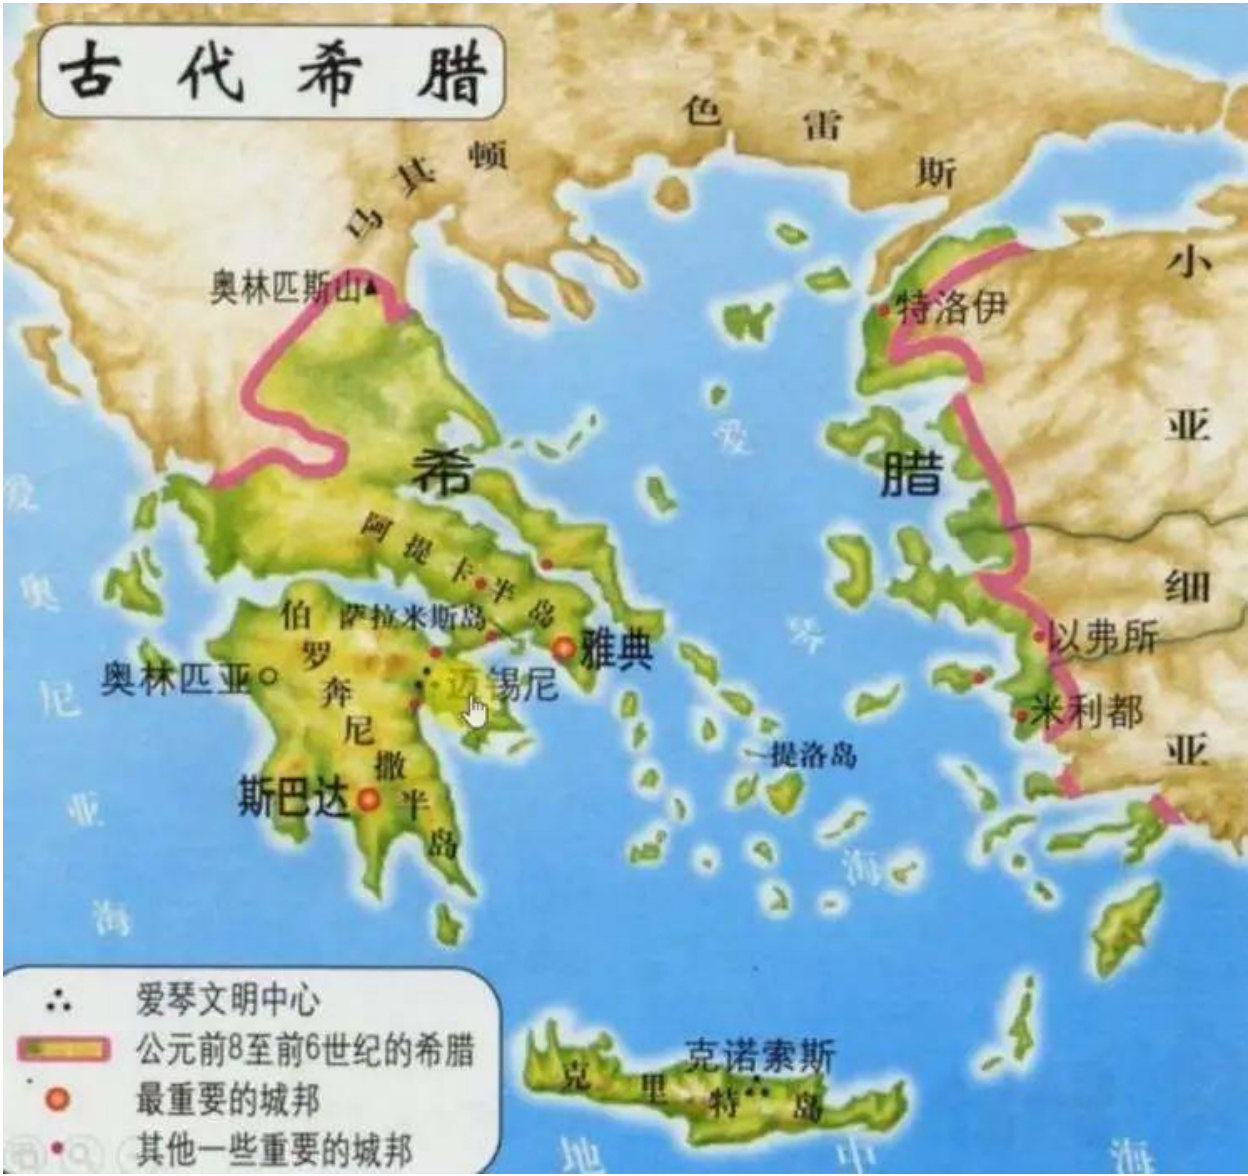 古代希腊
色雷斯
马其顿
奥林匹斯山
小亚细亚
特洛伊
希腊
爱琴海
爱奥尼亚海
阿提卡半岛
萨拉米斯岛
雅典
以弗所
伯罗奔尼撒半岛
奥林匹亚
迈锡尼
米利都
提洛岛
斯巴达
克诺索斯
克里特岛
地中海
爱琴文明中心
公元前8至前6世纪的希腊
最重要的城邦
其他一些重要的城邦